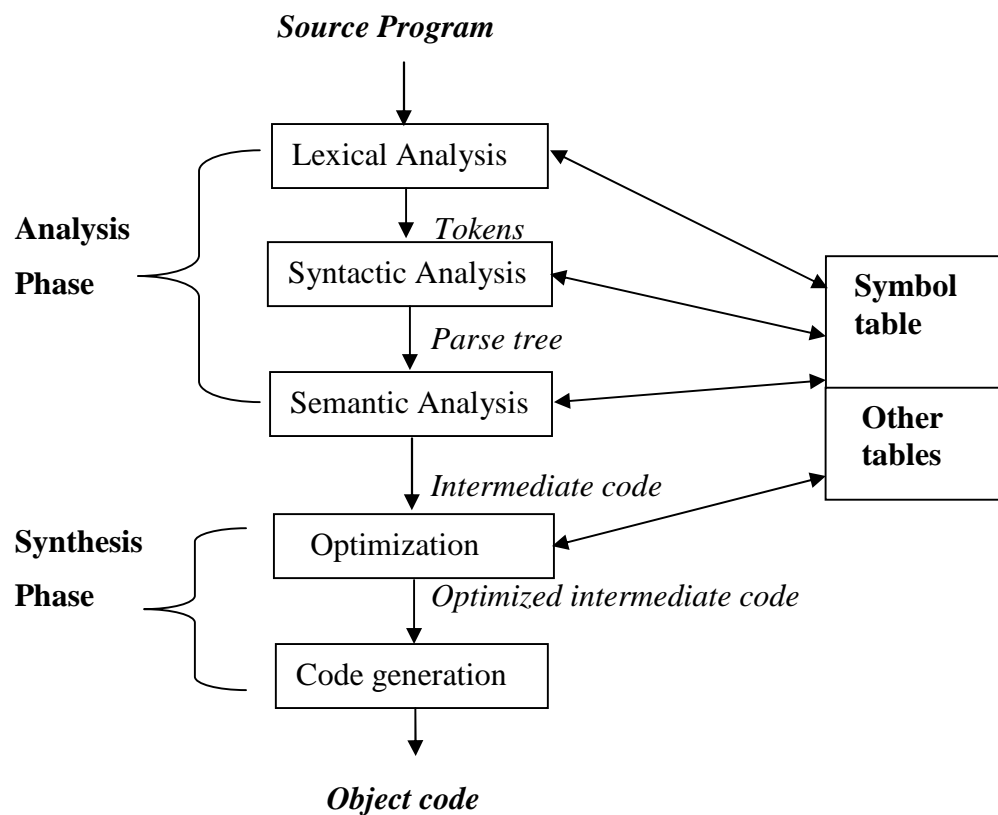 Source Program
Lexical Analysis
Analysis
Phase
Tokens
Syntactic Analysis
Symbol
table
Parse tree
Semantic Analysis
Other
tables
Intermediate code
Synthesis
Phase
Optimization
Optimized intermediate code
Code generation
Object code